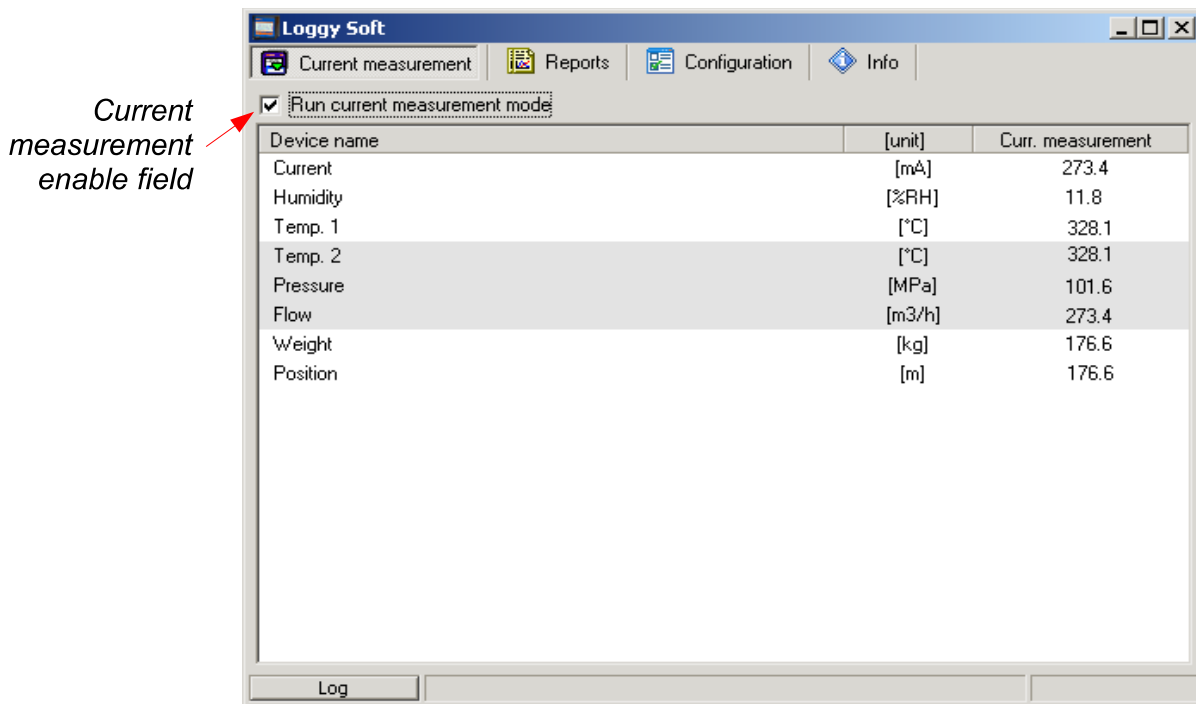 Loggy Soft
Current measurement Reports Configuration Info
Current measurement enable field
Run current measurement mode
Device name [unit] Curr. measurement
Current [mA] 273.4
Humidity [%RH] 11.8
Temp. 1 [°C] 328.1
Temp. 2 [°C] 328.1
Pressure [MPa] 101.6
Flow [m3/h] 273.4
Weight [kg] 176.6
Position [m] 176.6
Log